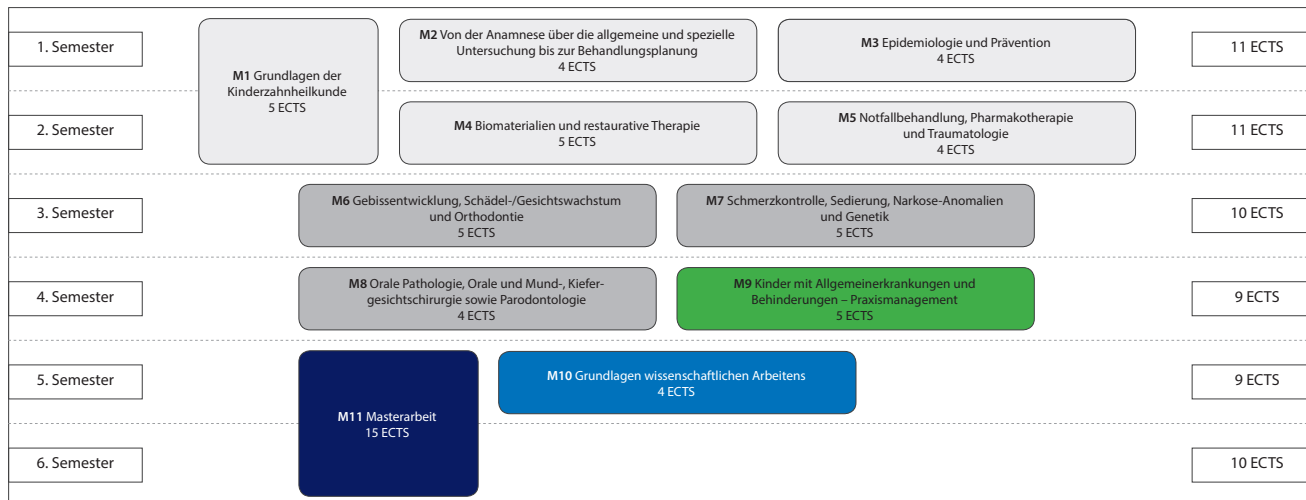 1. Semester
M1 Grundlagen der
Kinderzahnheilkunde
5 ECTS
M2 Von der Anamnese über die allgemeine und spezielle
Untersuchung bis zur Behandlungsplanung
4 ECTS
M3 Epidemiologie und Prävention
4 ECTS
11 ECTS
2. Semester
M4 Biomaterialien und restaurative Therapie
5 ECTS
M5 Notfallbehandlung, Pharmakotherapie
und Traumatologie
4 ECTS
11 ECTS
3. Semester
M6 Gebissentwicklung, Schädel-/Gesichtswachstum
und Orthodontie
5 ECTS
M7 Schmerzkontrolle, Sedierung, Narkose-Anomalien
und Genetik
5 ECTS
10 ECTS
4. Semester
M8 Orale Pathologie, Orale und Mund-, Kiefer-
gesichtschirurgie sowie Parodontologie
4 ECTS
M9 Kinder mit Allgemeinerkrankungen und
Behinderungen – Praxismanagement
5 ECTS
9 ECTS
5. Semester
M11 Masterarbeit
15 ECTS
M10 Grundlagen wissenschaftlichen Arbeitens
4 ECTS
9 ECTS
6. Semester
10 ECTS